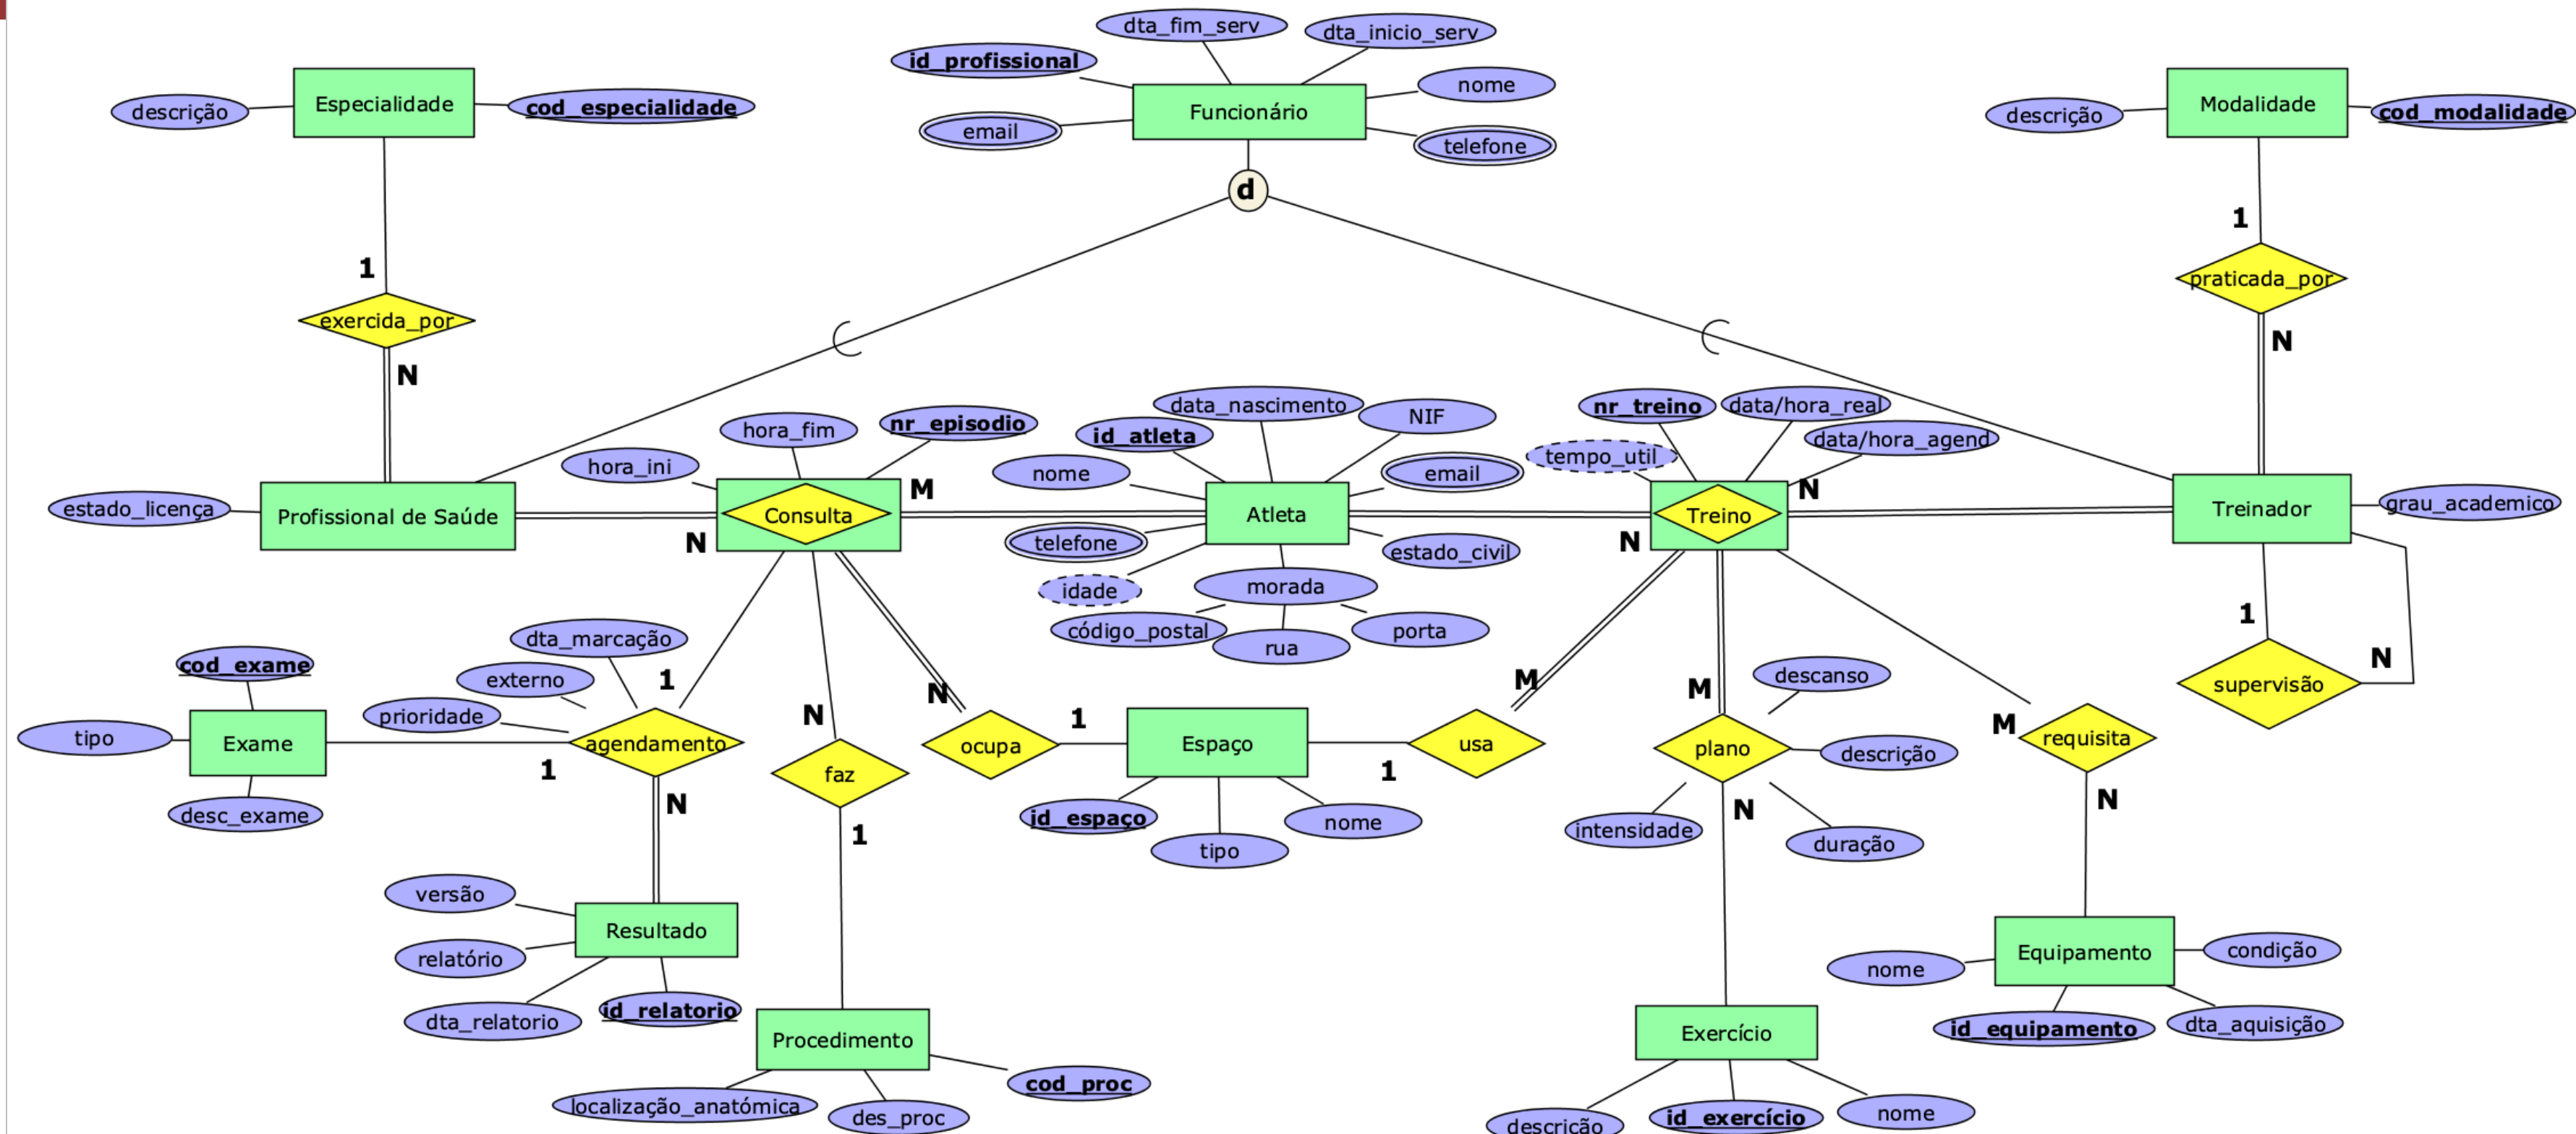 dta_fim_serv
dta_inicio_serv
id_profissional
nome
Funcionário
email
telefone
d
Especialidade
descrição
cod_especialidade
1
exercida_por
N
Modalidade
descrição
cod_modalidade
1
praticada_por
N
estado_licença
Profissional de Saúde
hora_ini
hora_fim
nr_episodio
M
Consulta
N
data_nascimento
id_atleta
NIF
nome
email
Atleta
telefone
estado_civil
idade
morada
código_postal
rua
porta
nr_treino
data/hora_real
tempo_util
data/hora_agend
N
Treino
N
Treinador
grau_academico
1
N
supervisão
dta_marcação
externo
prioridade
1
cod_exame
tipo
Exame
desc_exame
agendamento
1
N
N
faz
1
N
ocupa
1
Espaço
id_espaço
tipo
nome
1
usa
M
M
plano
descanso
descrição
intensidade
duração
N
M
requisita
N
versão
Resultado
relatório
dta_relatorio
id_relatorio
Procedimento
localização_anatómica
des_proc
cod_proc
Exercício
descrição
id_exercício
nome
Equipamento
nome
condição
id_equipamento
dta_aquisição